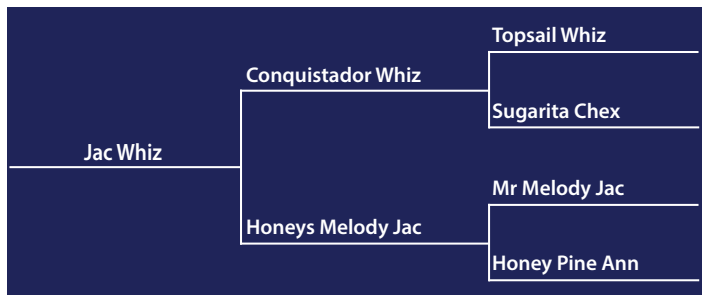 Topsail Whiz
Conquistador Whiz
Sugarita Chex
Jac Whiz
Mr Melody Jac
Honeys Melody Jac
Honey Pine Ann